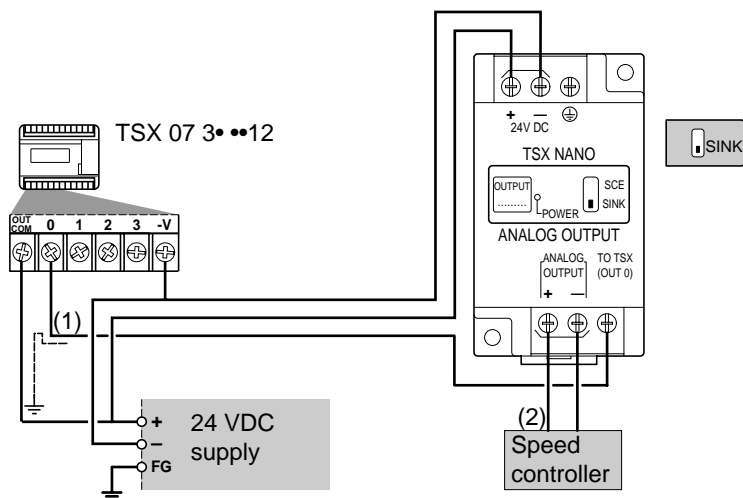 TSX 07 3• ••12
OUT COM 0 1 2 3 -V
(1)
+ 24 VDC
– supply
FG
+ –
24V DC
TSX NANO
OUTPUT
.........
POWER
SCE
SINK
ANALOG OUTPUT
ANALOG OUTPUT
TO TSX (OUT 0)
+ —
(2)
Speed
controller
SINK